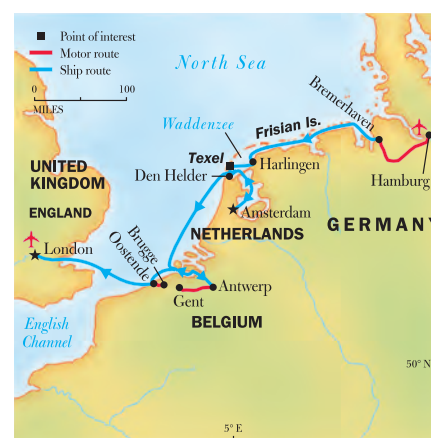 Point of interest
Motor route
Ship route
0 100
MILES
North Sea
Waddenzee
Frisian Is.
Bremerhaven
Texel
Harlingen
Den Helder
Hamburg
UNITED
KINGDOM
ENGLAND
Amsterdam
NETHERLANDS
GERMANY
London
Brugge
Oostende
Gent
Antwerp
BELGIUM
English
Channel
50° N
5° E